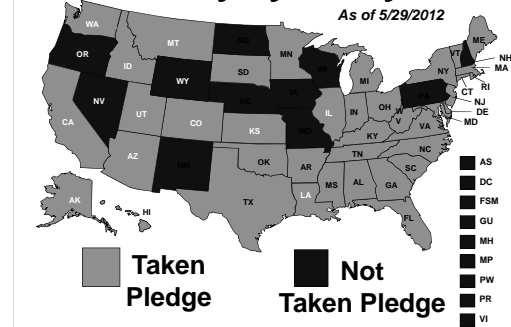 As of 5/29/2012
WA
OR
ID
MT
ND
MN
SD
WY
NE
IA
WI
MI
NV
UT
CO
CA
AZ
NM
KS
MO
IL
IN
OH
W
V
VA
KY
TN
NC
SC
OK
AR
TX
LA
MS
AL
GA
FL
PA
NY
VT
ME
NH
MA
RI
CT
NJ
DE
MD
AK
HI
AS
DC
FSM
GU
MH
MP
PW
PR
VI
Taken
Pledge
Not
Taken Pledge